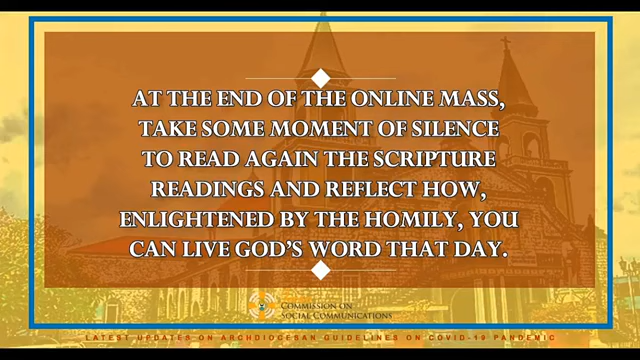 AT THE END OF THE ONLINE MASS,
TAKE SOME MOMENT OF SILENCE
TO READ AGAIN THE SCRIPTURE
READINGS AND REFLECT HOW,
ENLIGHTENED BY THE HOMILY, YOU
CAN LIVE GOD'S WORD THAT DAY.
COMMISSION ON
SOCIAL COMMUNICATIONS
LATEST UPDATES ON ARCHDIOCESAN GUIDELINES ON COVID-19 PANDEMIC